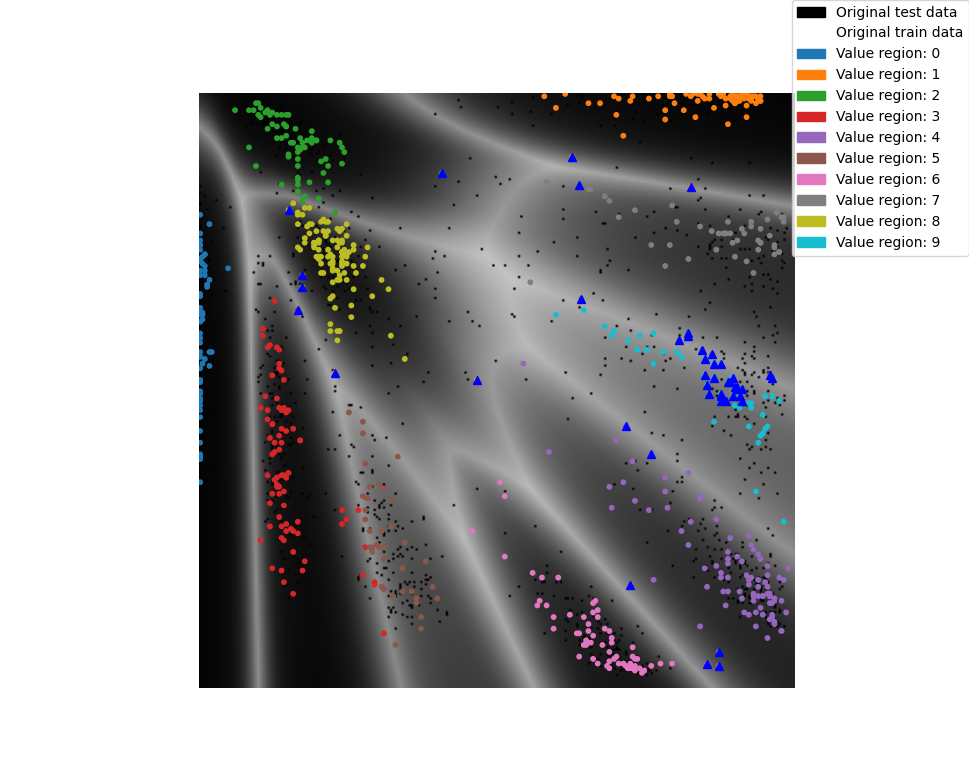 Original test data
Original train data
Value region: 0
Value region: 1
Value region: 2
Value region: 3
Value region: 4
Value region: 5
Value region: 6
Value region: 7
Value region: 8
Value region: 9